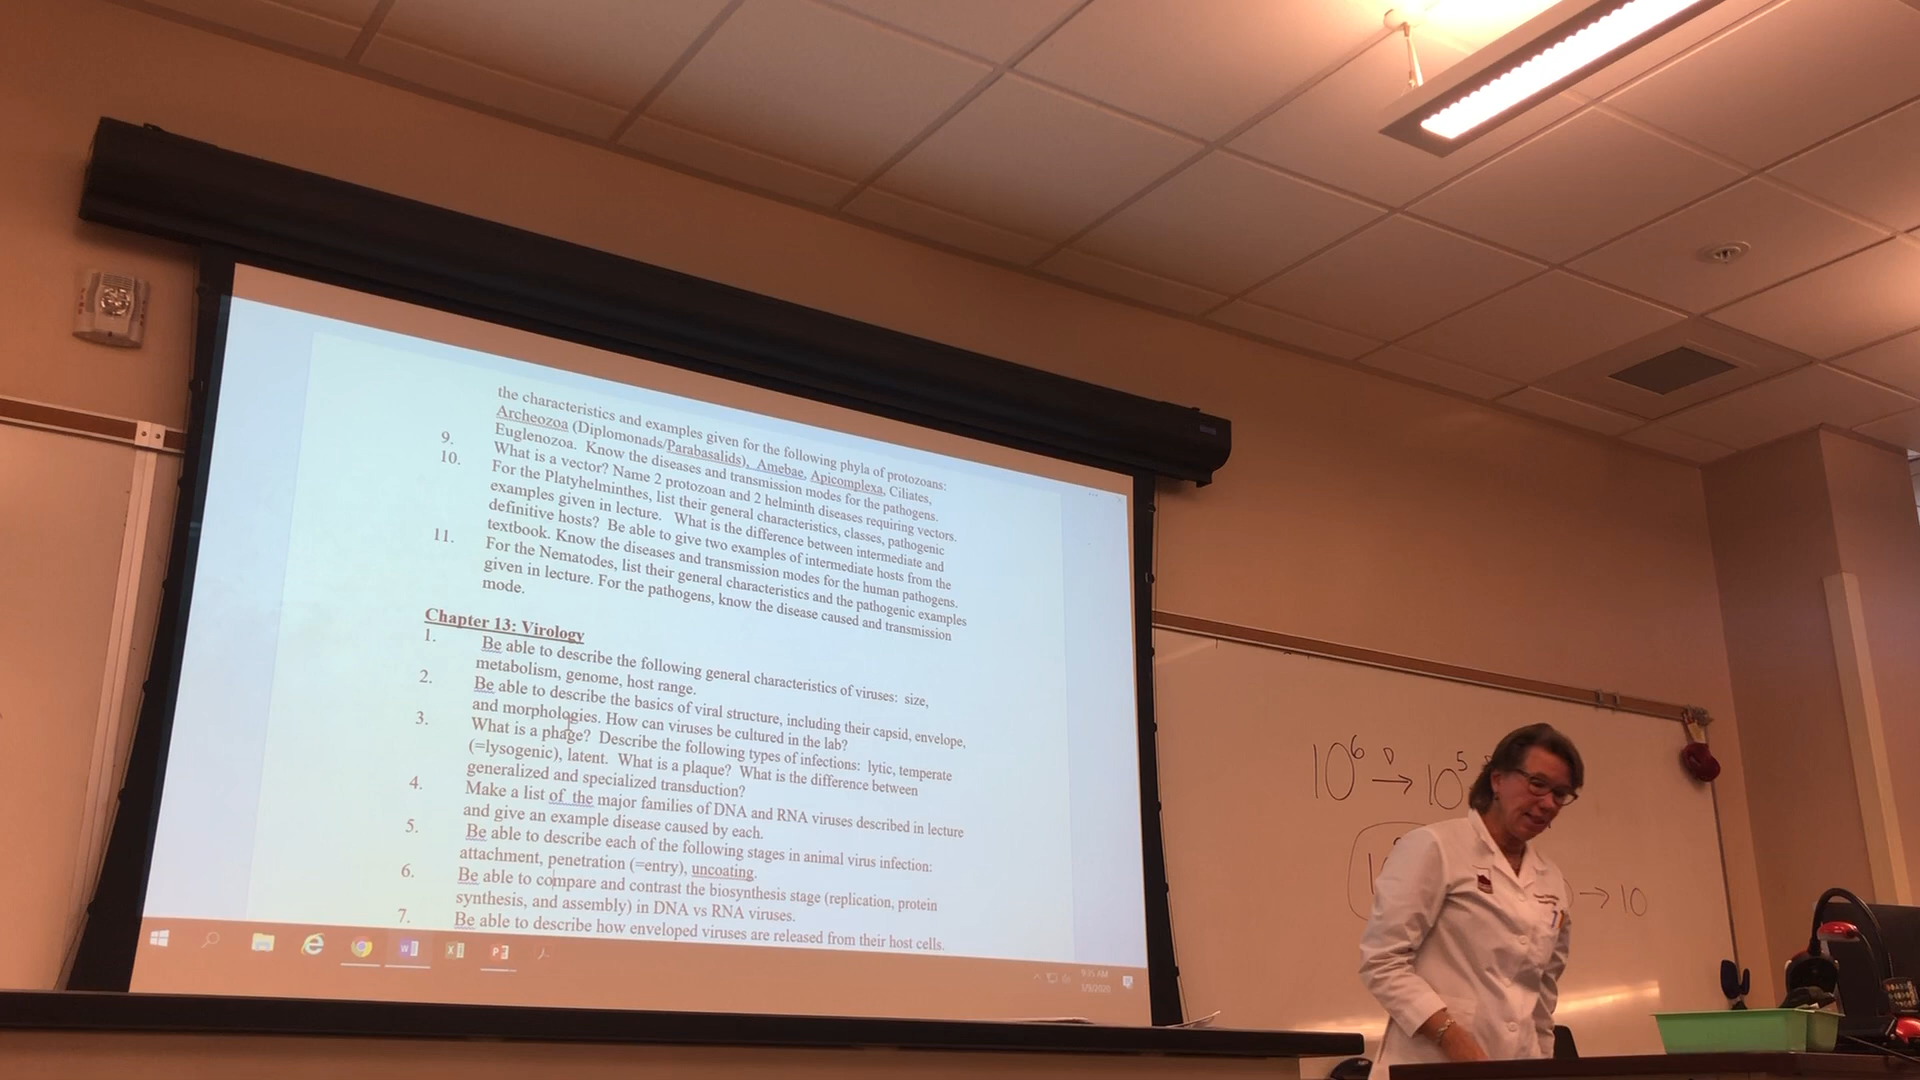 the characteristics and examples given for the following phyla of protozoans:
Archeozoa (Diplomonads/Parabasalids), Amebae, Apicomplexa, Ciliates,
Euglenozoa. Know the diseases and transmission modes for the pathogens.
9. What is a vector? Name 2 protozoan and 2 helminth diseases requiring vectors.
10. For the Platyhelminthes, list their general characteristics, classes, pathogenic
examples given in lecture. What is the difference between intermediate and
definitive hosts? Be able to give two examples of intermediate hosts from the
textbook. Know the diseases and transmission modes for the human pathogens.
11. For the Nematodes, list their general characteristics and the pathogenic examples
given in lecture. For the pathogens, know the disease caused and transmission
mode.
Chapter 13: Virology
1. Be able to describe the following general characteristics of viruses: size,
metabolism, genome, host range.
2. Be able to describe the basics of viral structure, including their capsid, envelope,
and morphologies. How can viruses be cultured in the lab?
3. What is a phage? Describe the following types of infections: lytic, temperate
(=lysogenic), latent. What is a plaque? What is the difference between
generalized and specialized transduction?
4. Make a list of the major families of DNA and RNA viruses described in lecture
and give an example disease caused by each.
5. Be able to describe each of the following stages in animal virus infection:
attachment, penetration (=entry), uncoating.
6. Be able to compare and contrast the biosynthesis stage (replication, protein
synthesis, and assembly) in DNA vs RNA viruses.
7. Be able to describe how enveloped viruses are released from their host cells.
9:35 AM
1/9/2020
10⁶ D → 10⁵
→ 10